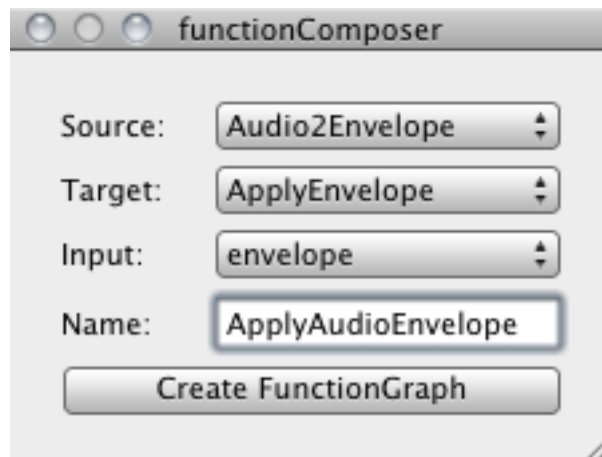 functionComposer
Source: Audio2Envelope
Target: ApplyEnvelope
Input: envelope
Name: ApplyAudioEnvelope
Create FunctionGraph